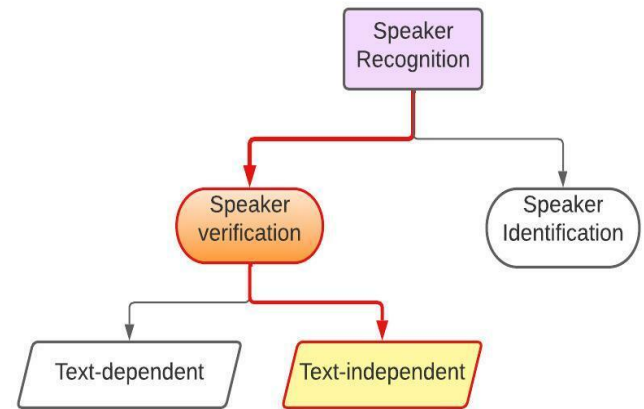 Speaker
Recognition
Speaker
verification
Speaker
Identification
Text-dependent
Text-independent